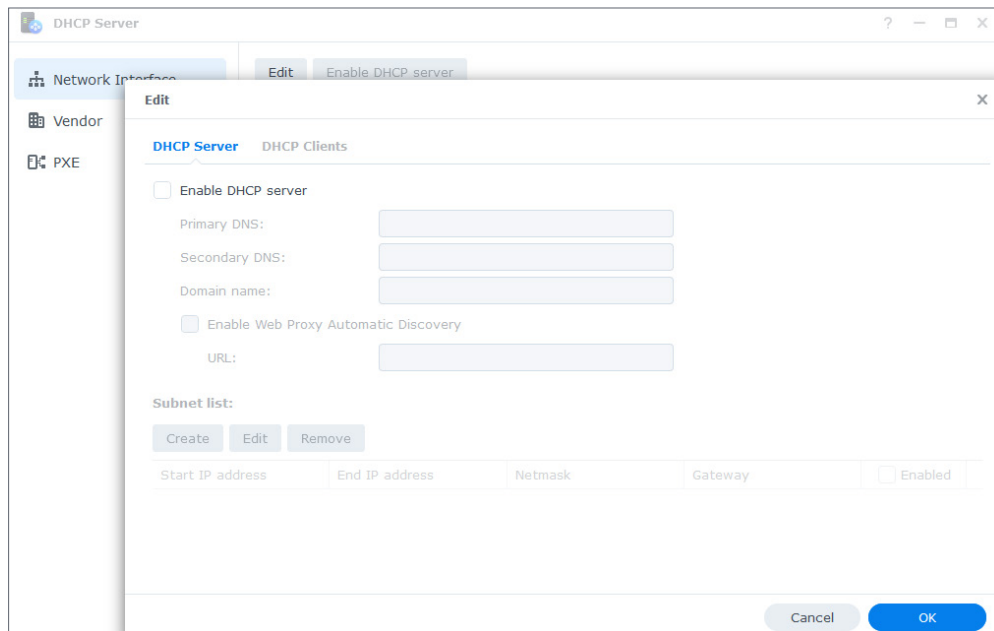 DHCP Server
Network Interface
Edit Enable DHCP server
Vendor
PXE
Edit
DHCP Server DHCP Clients
Enable DHCP server
Primary DNS:
Secondary DNS:
Domain name:
Enable Web Proxy Automatic Discovery
URL:
Subnet list:
Create Edit Remove
Start IP address End IP address Netmask Gateway Enabled
Cancel OK